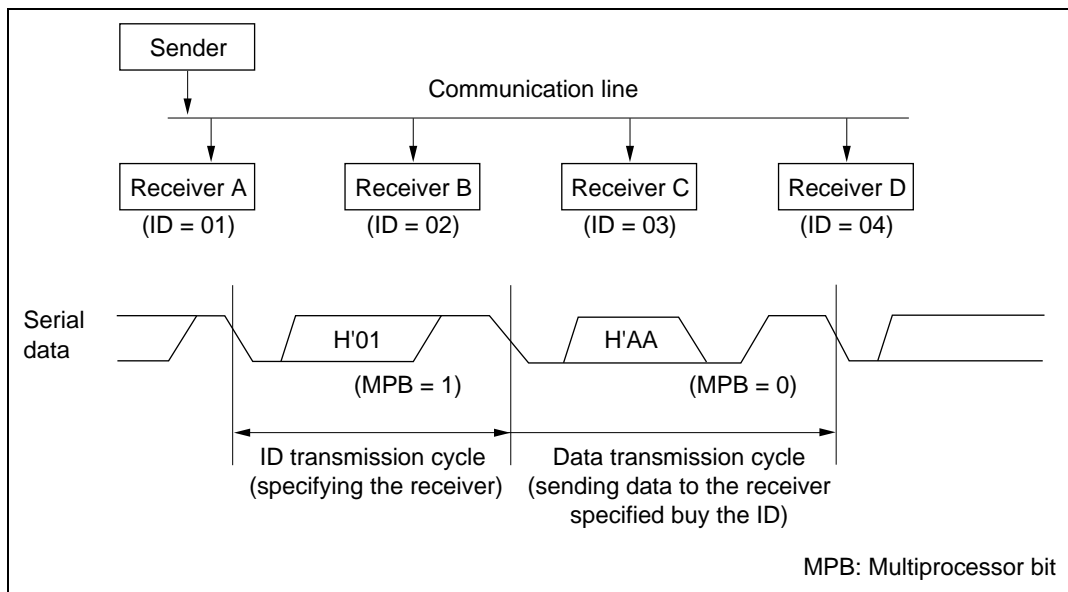 Sender
Communication line
Receiver A
Receiver B
Receiver C
Receiver D
(ID = 01)
(ID = 02)
(ID = 03)
(ID = 04)
Serial
data
H'01
H'AA
(MPB = 1)
(MPB = 0)
ID transmission cycle
(specifying the receiver)
Data transmission cycle
(sending data to the receiver
specified buy the ID)
MPB: Multiprocessor bit